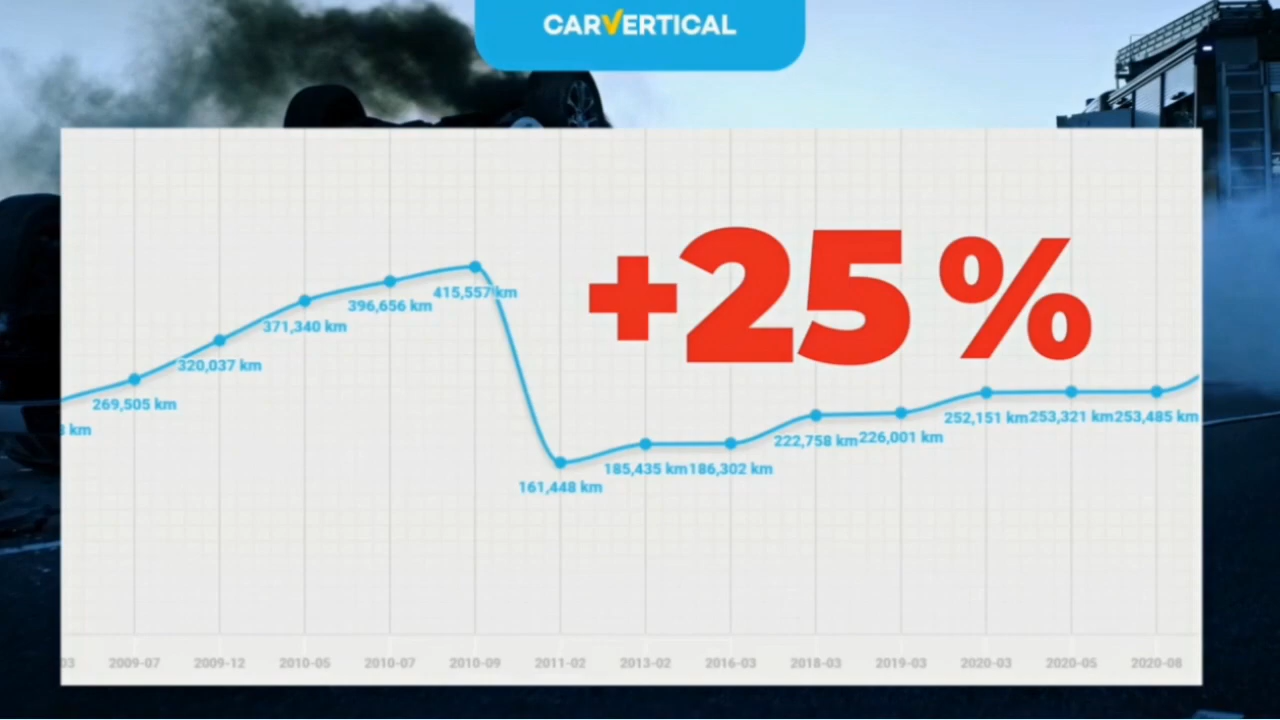 CARVERTICAL
+25%
415,557 km
396,656 km
371,340 km
320,037 km
269,505 km
km
161,448 km
185,435 km
186,302 km
222,758 km
226,001 km
252,151 km
253,321 km
253,485 km
03 2009-07 2009-12 2010-05 2010-07 2010-09 2011-02 2013-02 2016-03 2018-03 2019-03 2020-03 2020-05 2020-08